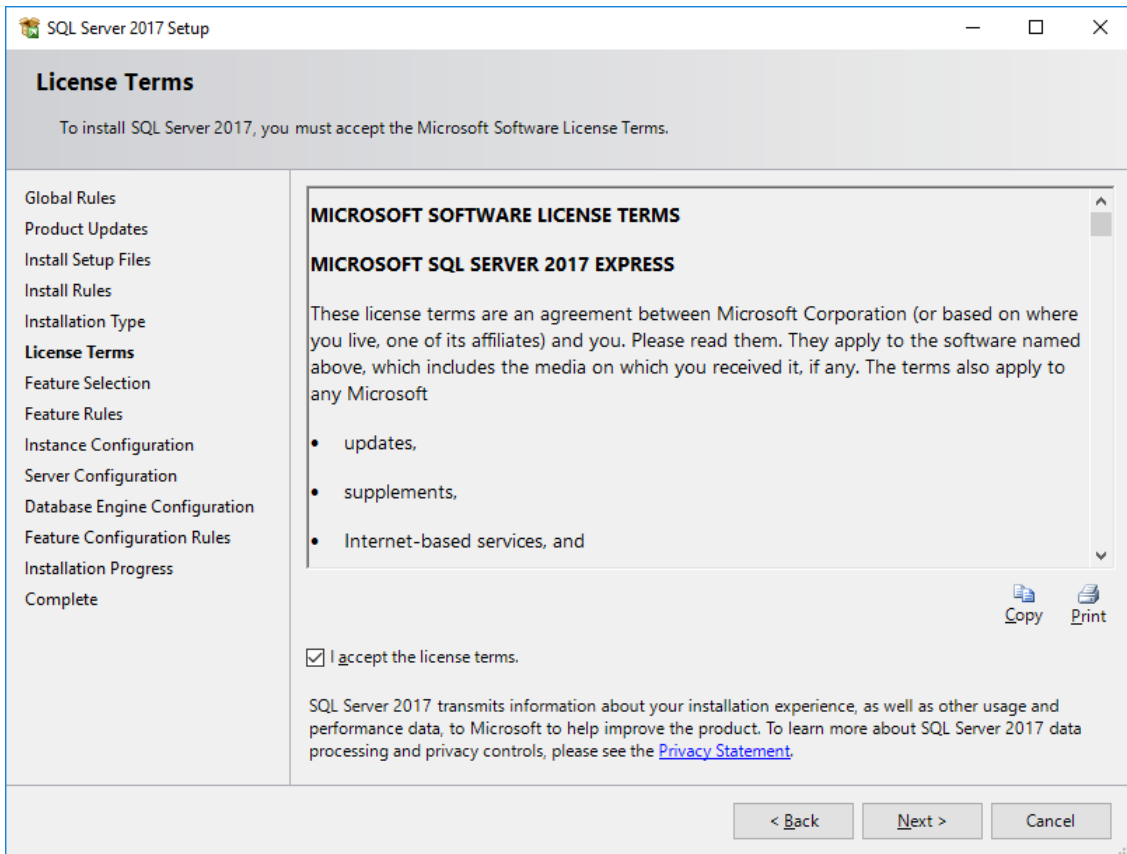 SQL Server 2017 Setup
License Terms
To install SQL Server 2017, you must accept the Microsoft Software License Terms.
Global Rules
Product Updates
Install Setup Files
Install Rules
Installation Type
License Terms
Feature Selection
Feature Rules
Instance Configuration
Server Configuration
Database Engine Configuration
Feature Configuration Rules
Installation Progress
Complete
MICROSOFT SOFTWARE LICENSE TERMS
MICROSOFT SQL SERVER 2017 EXPRESS
These license terms are an agreement between Microsoft Corporation (or based on where
you live, one of its affiliates) and you. Please read them. They apply to the software named
above, which includes the media on which you received it, if any. The terms also apply to
any Microsoft
• updates,
• supplements,
• Internet-based services, and
Copy
Print
I accept the license terms.
SQL Server 2017 transmits information about your installation experience, as well as other usage and
performance data, to Microsoft to help improve the product. To learn more about SQL Server 2017 data
processing and privacy controls, please see the Privacy Statement.
< Back
Next >
Cancel